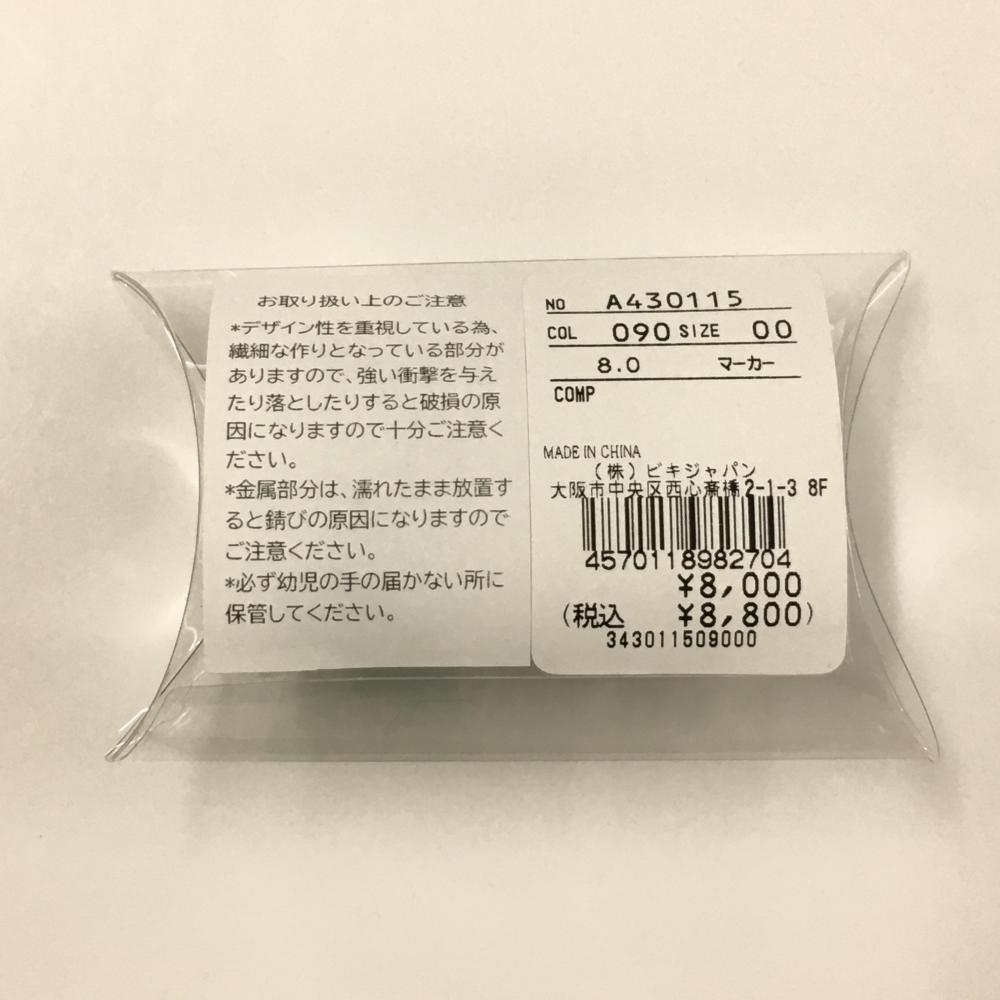 お取り扱い上のご注意
*デザイン性を重視している為、
繊細な作りとなっている部分が
ありますので、強い衝撃を与え
たり落としたりすると破損の原
因になりますので十分ご注意く
ださい。
*金属部分は、濡れたまま放置す
ると錆びの原因になりますので
ご注意ください。
*必ず幼児の手の届かない所に
保管してください。
NO A430115
COL 090 SIZE 00
8.0 マーカー
COMP
MADE IN CHINA
(株)ビキジャパン
大阪市中央区西心斎橋2-1-3 8F
4570118982704
¥8,000
(税込 ¥8,800)
343011509000